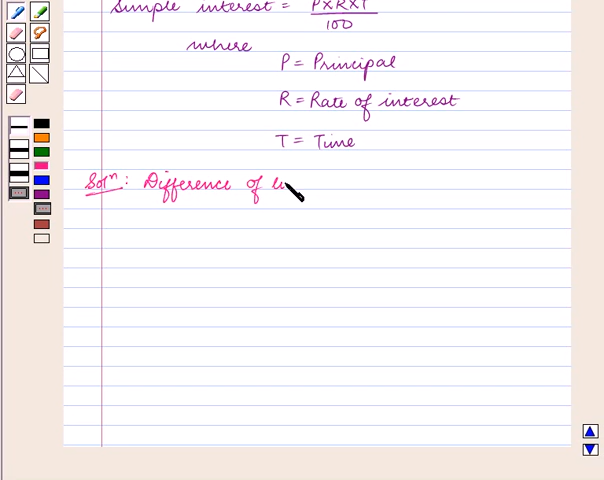 Simple interest = P×R×T
100
where
P = Principal
R = Rate of interest
T = Time
Solⁿ: Difference of